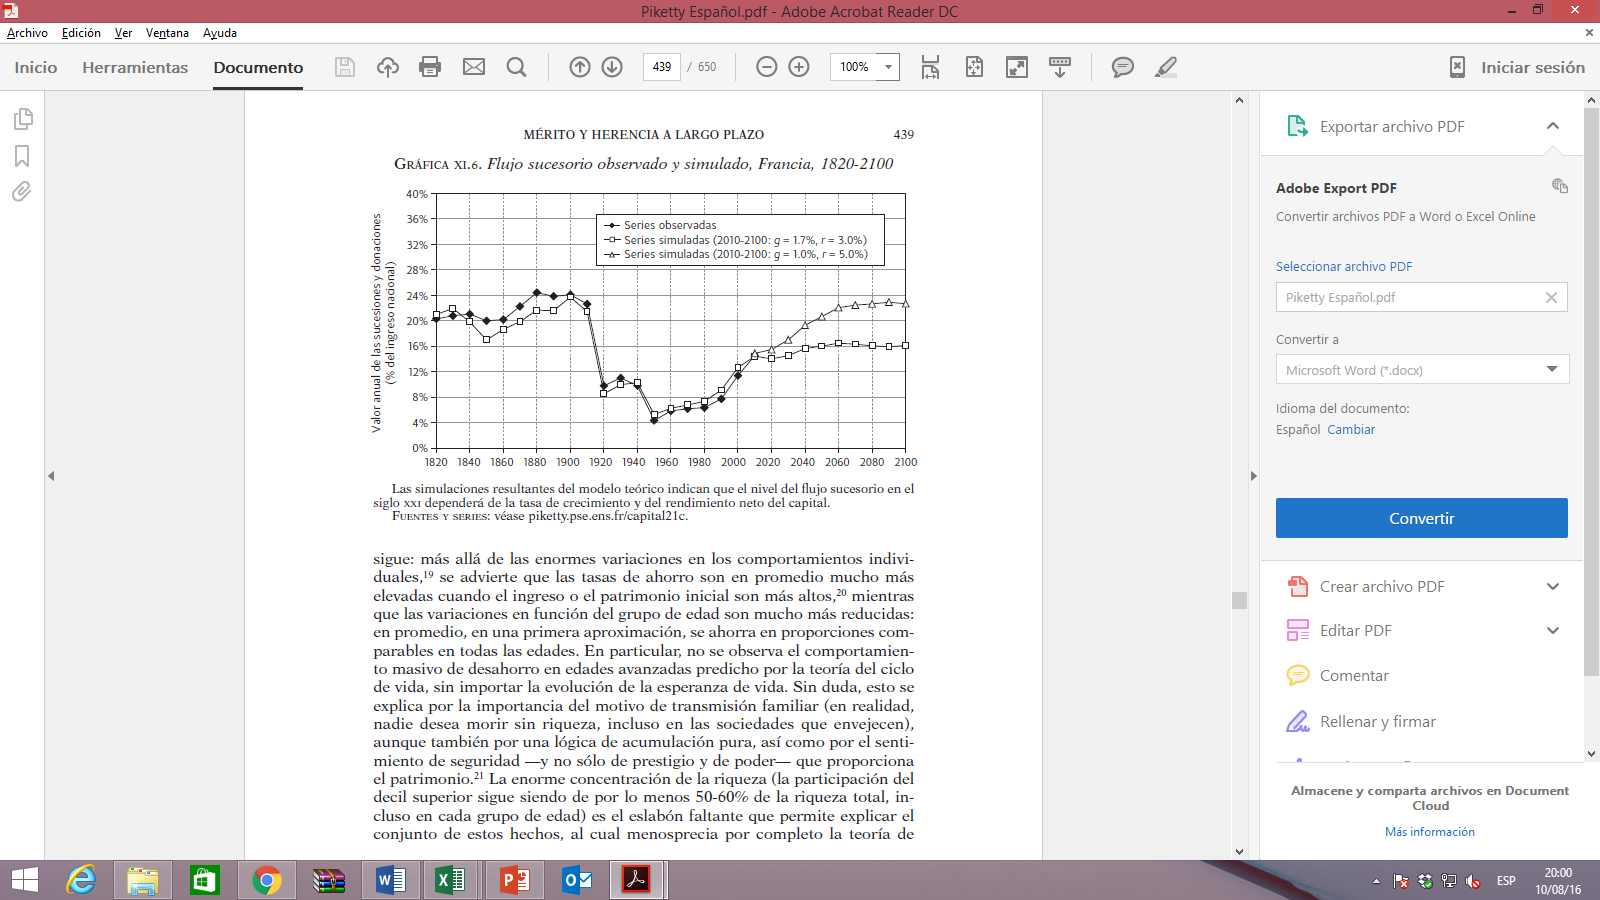 Piketty Español.pdf - Adobe Acrobat Reader DC
Archivo Edición Ver Ventana Ayuda
Inicio Herramientas Documento 439 / 650 100% Iniciar sesión
MÉRITO Y HERENCIA A LARGO PLAZO 439
GRÁFICA XI.6. Flujo sucesorio observado y simulado, Francia, 1820-2100
Valor anual de las sucesiones y donaciones
(% del ingreso nacional)
40%
36%
32%
28%
24%
20%
16%
12%
8%
4%
0%
Series observadas
Series simuladas (2010-2100: g = 1.7%, r = 3.0%)
Series simuladas (2010-2100: g = 1.0%, r = 5.0%)
1820 1840 1860 1880 1900 1920 1940 1960 1980 2000 2020 2040 2060 2080 2100
Las simulaciones resultantes del modelo teórico indican que el nivel del flujo sucesorio en el
siglo XXI dependerá de la tasa de crecimiento y del rendimiento neto del capital.
FUENTES Y SERIES: véase piketty.pse.ens.fr/capital21c.
sigue: más allá de las enormes variaciones en los comportamientos indivi-
duales,19 se advierte que las tasas de ahorro son en promedio mucho más
elevadas cuando el ingreso o el patrimonio inicial son más altos,20 mientras
que las variaciones en función del grupo de edad son mucho más reducidas:
en promedio, en una primera aproximación, se ahorra en proporciones com-
parables en todas las edades. En particular, no se observa el comportamien-
to masivo de desahorro en edades avanzadas predicho por la teoría del ciclo
de vida, sin importar la evolución de la esperanza de vida. Sin duda, esto se
explica por la importancia del motivo de transmisión familiar (en realidad,
nadie desea morir sin riqueza, incluso en las sociedades que envejecen),
aunque también por una lógica de acumulación pura, así como por el senti-
miento de seguridad —y no sólo de prestigio y de poder— que proporciona
el patrimonio.21 La enorme concentración de la riqueza (la participación del
decil superior sigue siendo de por lo menos 50-60% de la riqueza total, in-
cluso en cada grupo de edad) es el eslabón faltante que permite explicar el
conjunto de estos hechos, al cual menosprecia por completo la teoría de
Exportar archivo PDF
Adobe Export PDF
Convertir archivos PDF a Word o Excel Online
Seleccionar archivo PDF
Piketty Español.pdf
Convertir a
Microsoft Word (*.docx)
Idioma del documento:
Español Cambiar
Convertir
Crear archivo PDF
Editar PDF
Comentar
Rellenar y firmar
Almacene y comparta archivos en Document
Cloud
Más información
ESP
20:00
10/08/16